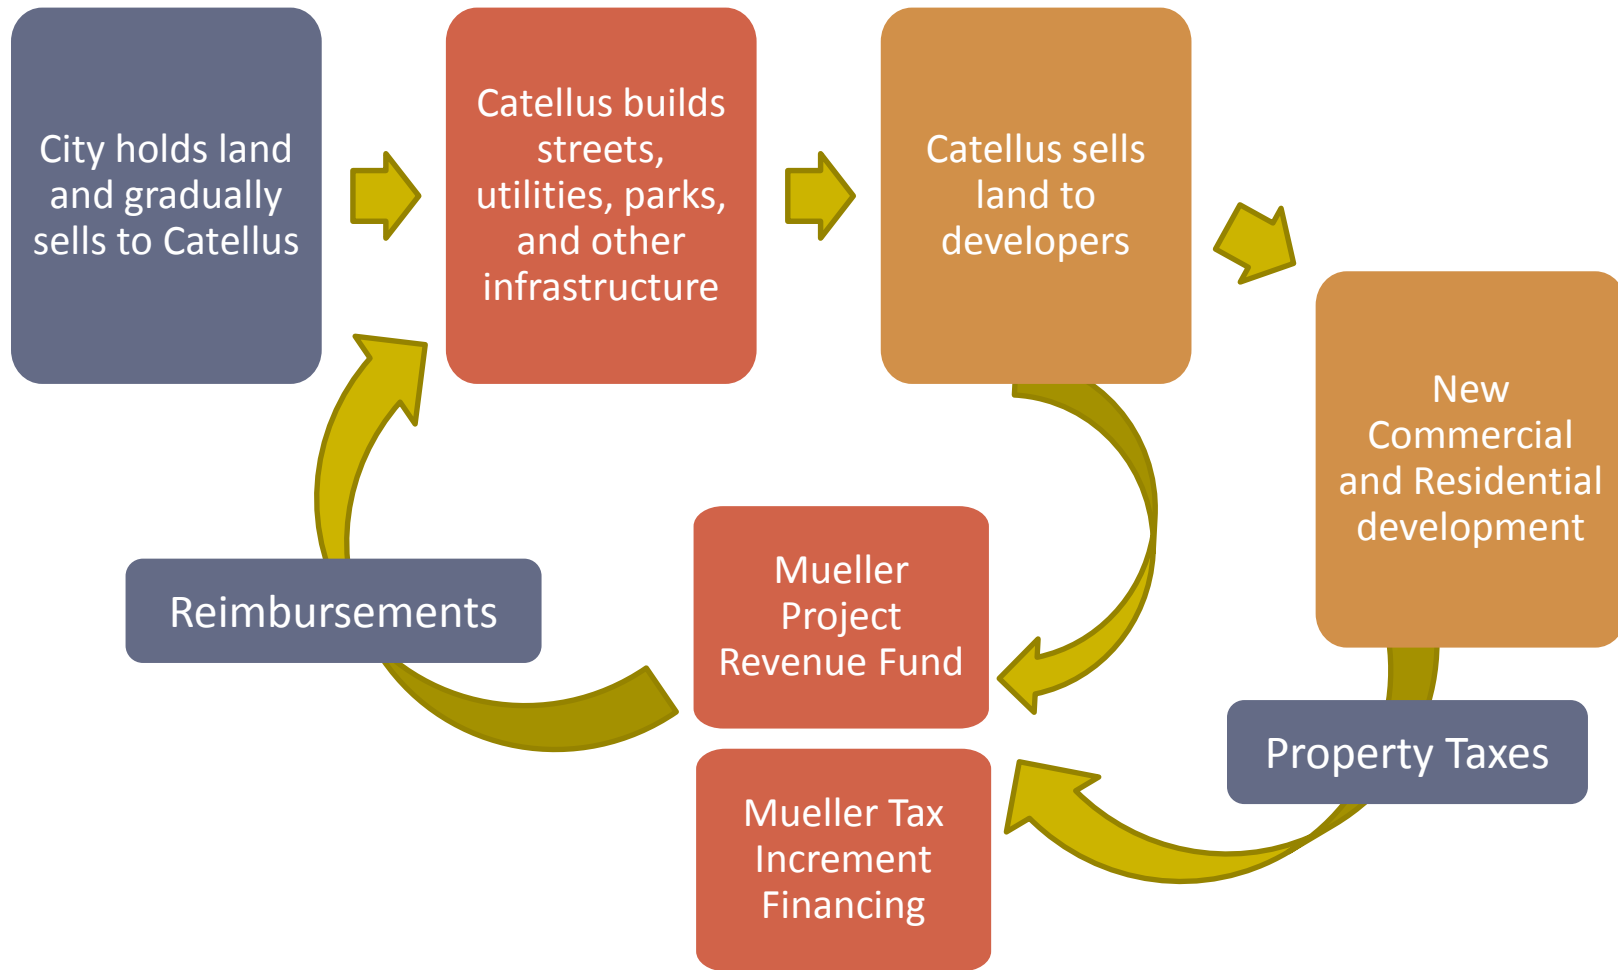 City holds land
and gradually
sells to Catellus
Catellus builds
streets,
utilities, parks,
and other
infrastructure
Catellus sells
land to
developers
New
Commercial
and Residential
development
Reimbursements
Mueller
Project
Revenue Fund
Property Taxes
Mueller Tax
Increment
Financing